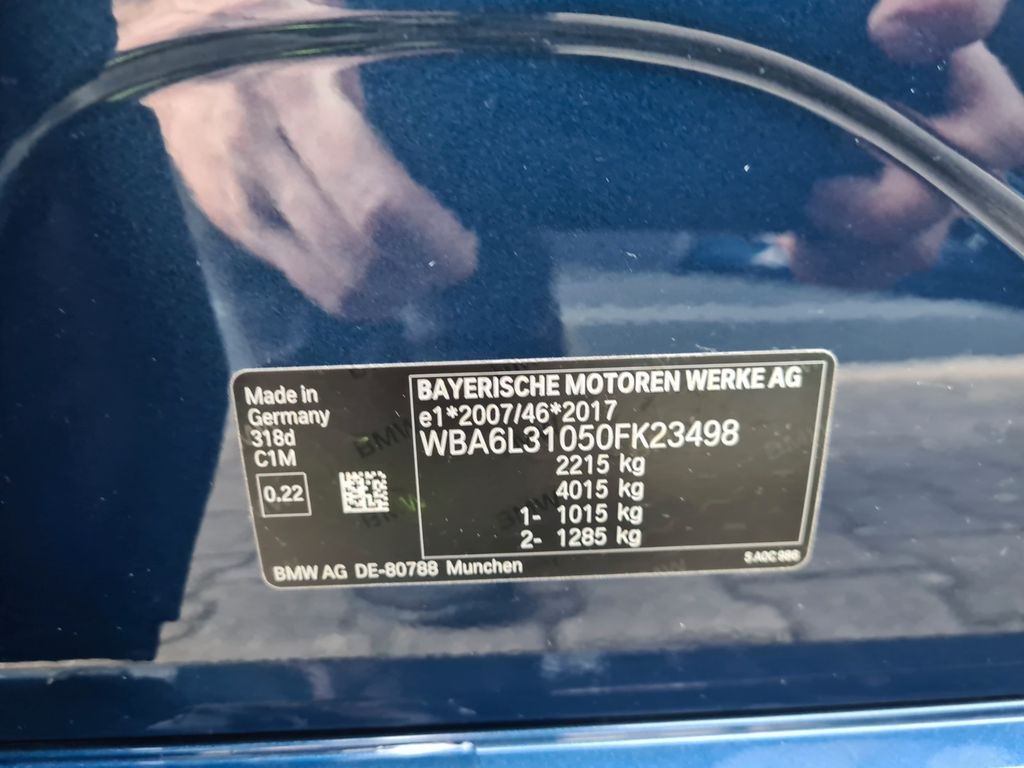 Made in
Germany
318d
C1M
0.22
BAYERISCHE MOTOREN WERKE AG
e1*2007/46*2017
WBA6L31050FK23498
2215 kg
4015 kg
1- 1015 kg
2- 1285 kg
BMW AG DE-80788 Munchen